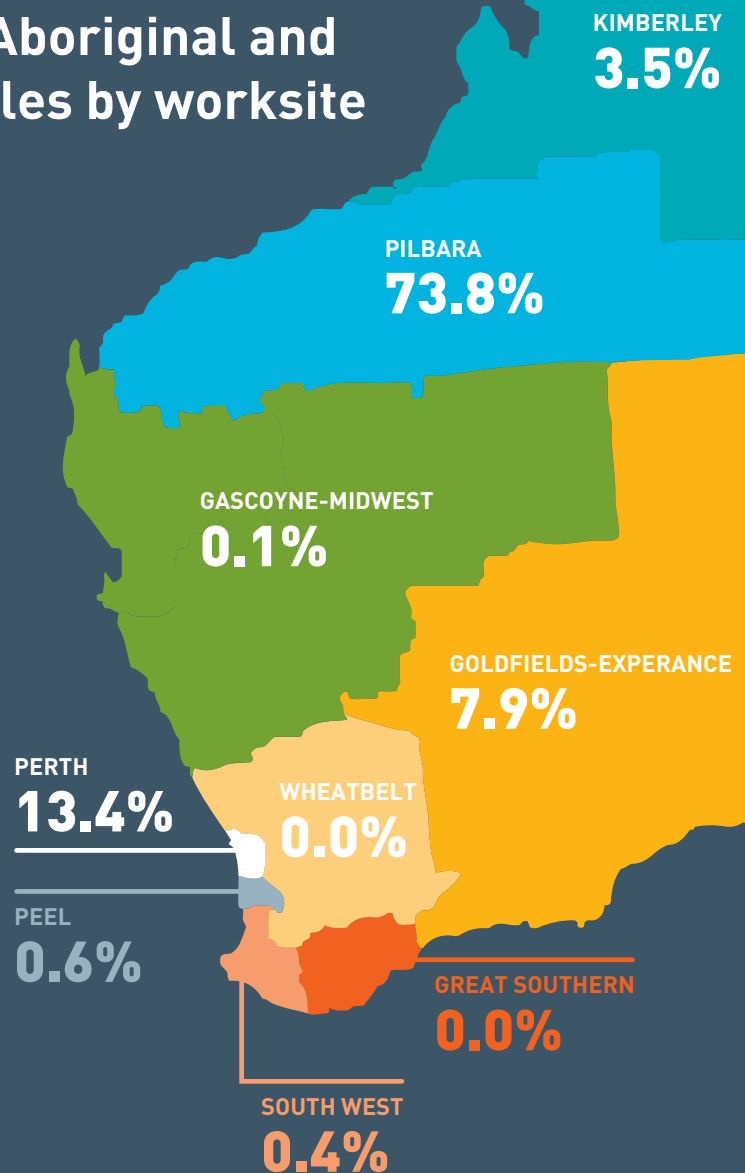 Aboriginal and
les by worksite
KIMBERLEY
3.5%
PILBARA
73.8%
GASCOYNE-MIDWEST
0.1%
GOLDFIELDS-EXPERANCE
7.9%
PERTH
13.4%
WHEATBELT
0.0%
PEEL
0.6%
GREAT SOUTHERN
0.0%
SOUTH WEST
0.4%